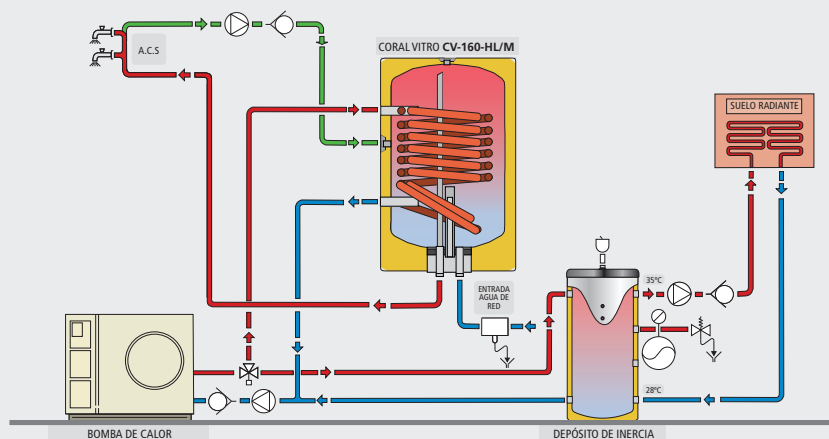 CORAL VITRO CV-160-HL/M
A.C.S
SUELO RADIANTE
ENTRADA
AGUA DE
RED
35ºC
28ºC
BOMBA DE CALOR
DEPÓSITO DE INERCIA